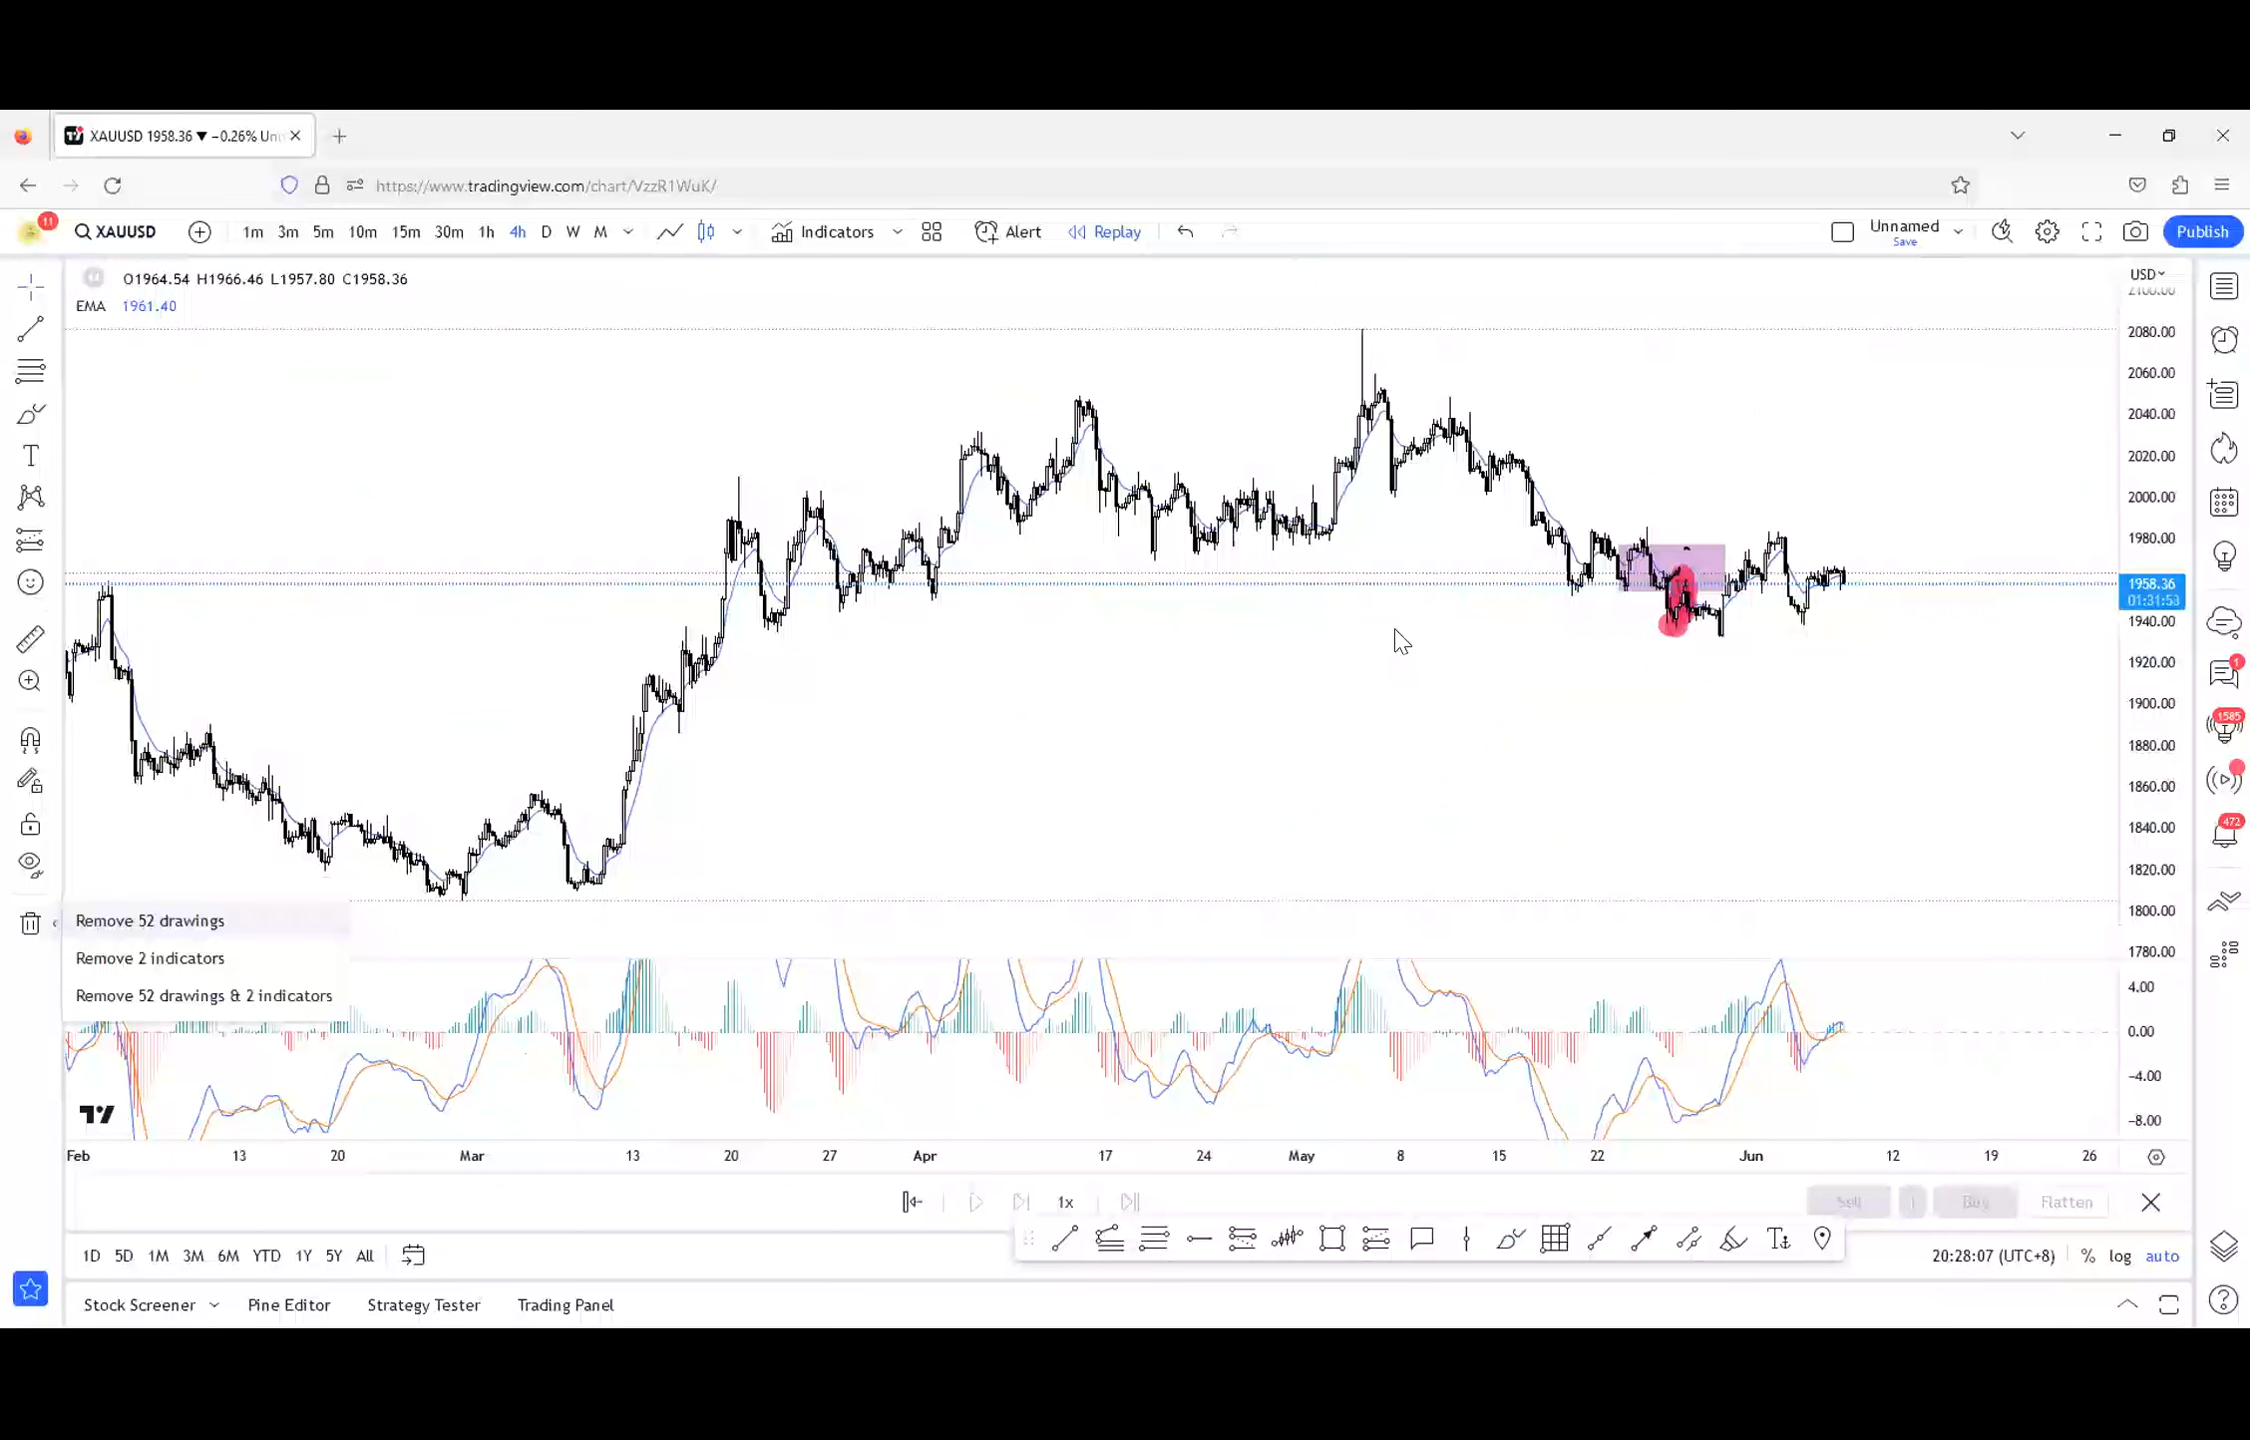 XAUUSD 1958.36 ▼ −0.26% Un
https://www.tradingview.com/chart/VzzR1WuK/
11 XAUUSD 1m 3m 5m 10m 15m 30m 1h 4h D W M Indicators Alert Replay Unnamed Save Publish
O1964.54 H1966.46 L1957.80 C1958.36
EMA 1961.40
USD
2100.00
2080.00
2060.00
2040.00
2020.00
2000.00
1980.00
1958.36
01:31:53
1940.00
1920.00
1900.00
1880.00
1860.00
1840.00
1820.00
1800.00
1780.00
4.00
0.00
−4.00
−8.00
1
1585
472
Remove 52 drawings
Remove 2 indicators
Remove 52 drawings & 2 indicators
Feb 13 20 Mar 13 20 27 Apr 17 24 May 8 15 22 Jun 12 19 26
1x Sell 1 Buy Flatten
1D 5D 1M 3M 6M YTD 1Y 5Y All 20:28:07 (UTC+8) % log auto
Stock Screener Pine Editor Strategy Tester Trading Panel